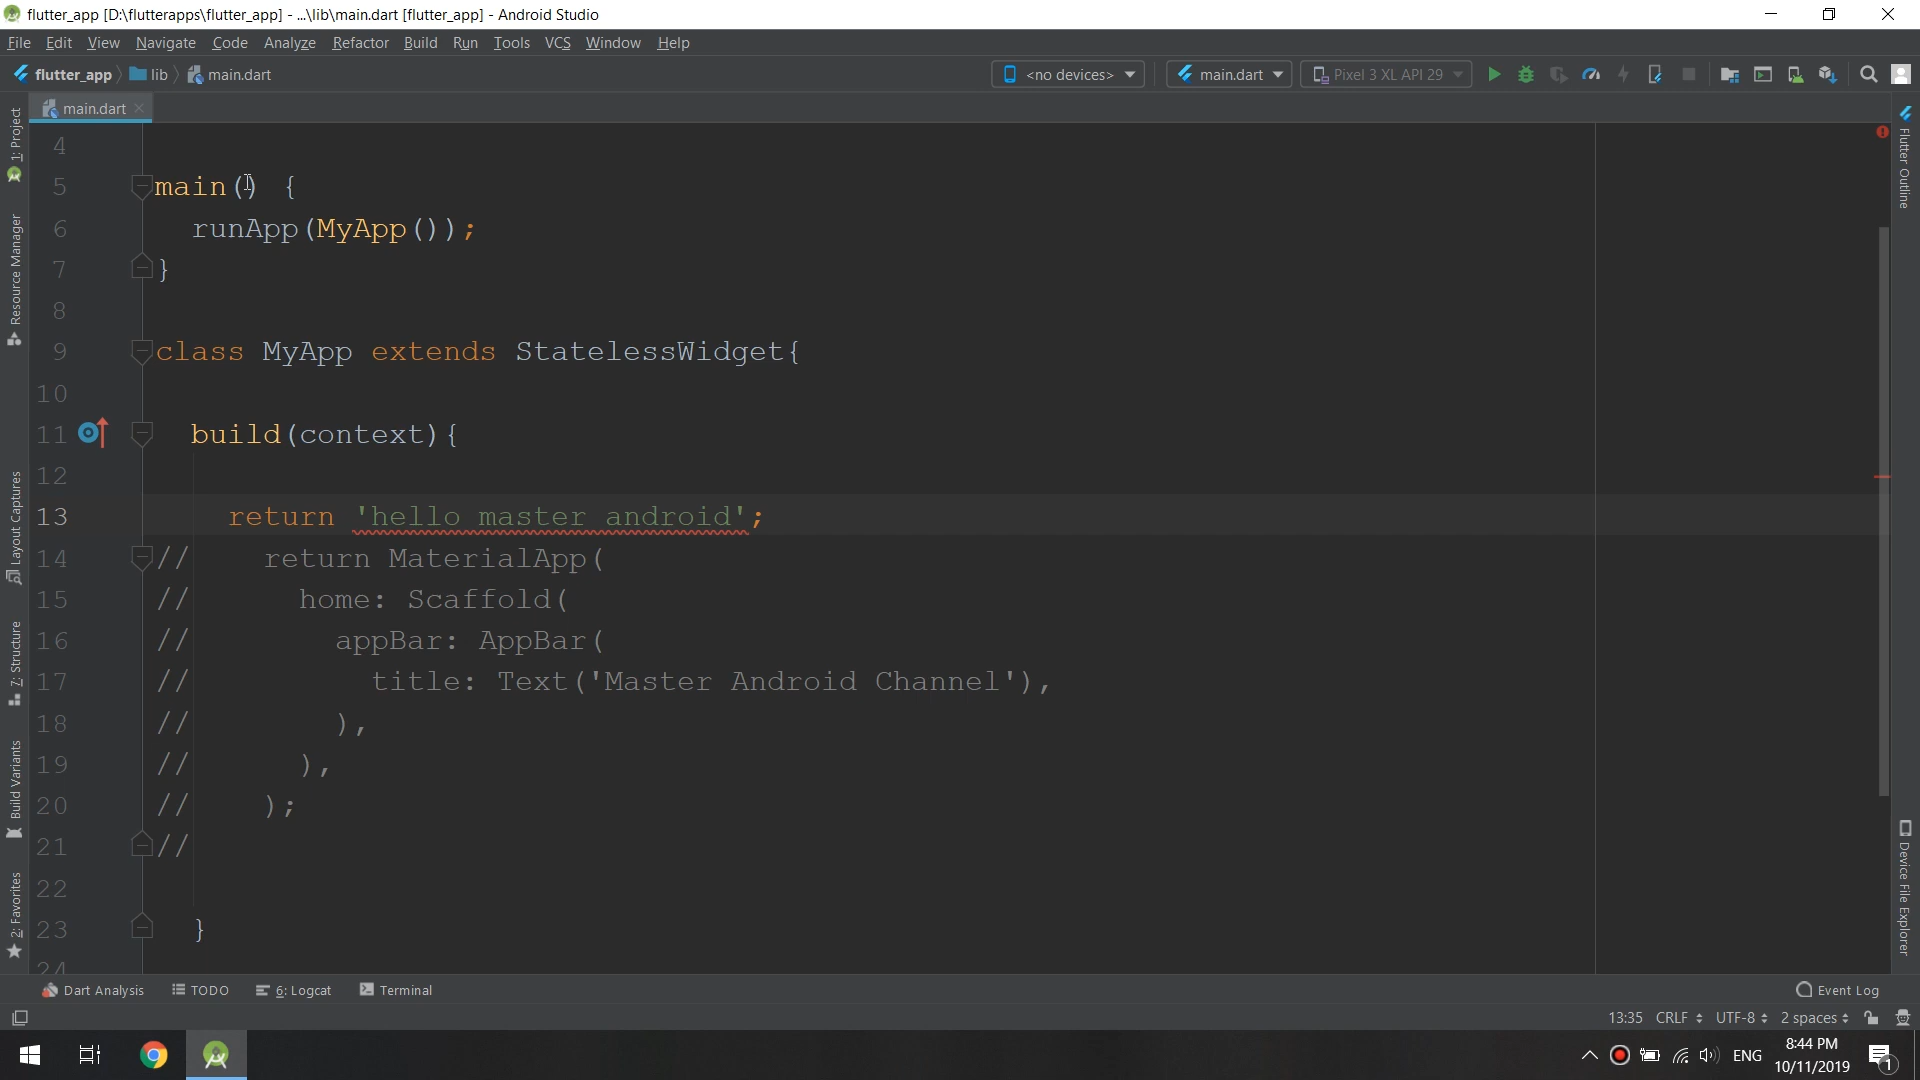 flutter_app [D:\flutterapps\flutter_app] - ...\lib\main.dart [flutter_app] - Android Studio
File Edit View Navigate Code Analyze Refactor Build Run Tools VCS Window Help
flutter_app lib main.dart <no devices> main.dart Pixel 3 XL API 29
main.dart
1: Project
Resource Manager
Layout Captures
7: Structure
Build Variants
2: Favorites
4
5 main() {
6 runApp(MyApp());
7 }
8
9 class MyApp extends StatelessWidget{
10
11 build(context){
12
13 return 'hello master android';
14 // return MaterialApp(
15 // home: Scaffold(
16 // appBar: AppBar(
17 // title: Text('Master Android Channel'),
18 // ),
19 // ),
20 // );
21 //
22
23 }
24
Flutter Outline
Device File Explorer
Dart Analysis TODO 6: Logcat Terminal Event Log
13:35 CRLF UTF-8 2 spaces
ENG 8:44 PM
10/11/2019 1